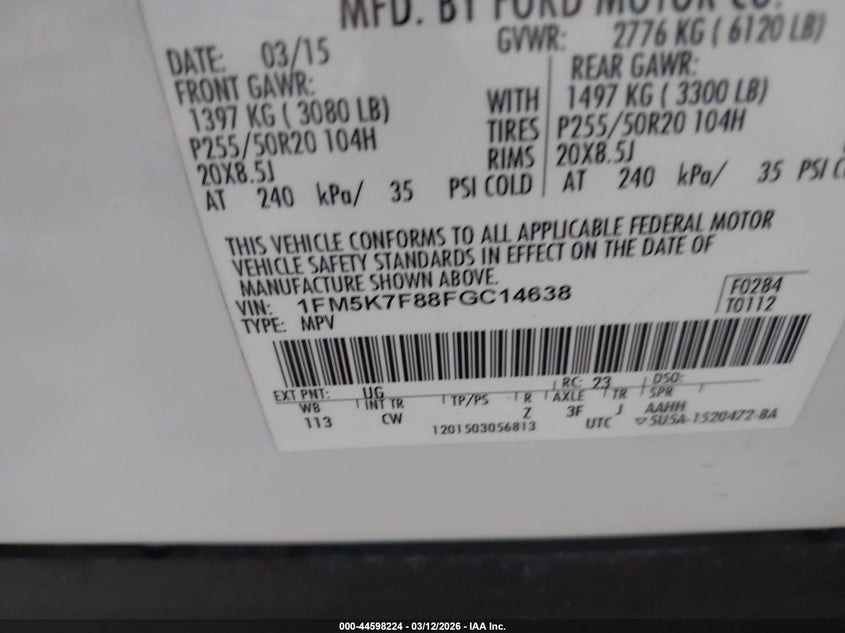 MFD. BY FORD MOTOR CO.
DATE: 03/15 GVWR: 2776 KG ( 6120 LB)
FRONT GAWR: REAR GAWR:
1397 KG ( 3080 LB) WITH 1497 KG ( 3300 LB)
P255/50R20 104H TIRES P255/50R20 104H
20X8.5J RIMS 20X8.5J
AT 240 kPa/ 35 PSI COLD AT 240 kPa/ 35 PSI C
THIS VEHICLE CONFORMS TO ALL APPLICABLE FEDERAL MOTOR
VEHICLE SAFETY STANDARDS IN EFFECT ON THE DATE OF
MANUFACTURE SHOWN ABOVE.
VIN: 1FM5K7F88FGC14638 F0284
TYPE: MPV T0112
EXT PNT: UG RC: 23 DSO:
WB INT TR TP/PS R AXLE TR SPR
113 CW Z 3F J AAHH
1201503056813 UTC ▽5U5A-1520472-BA
000-44598224 - 03/12/2026 - IAA Inc.